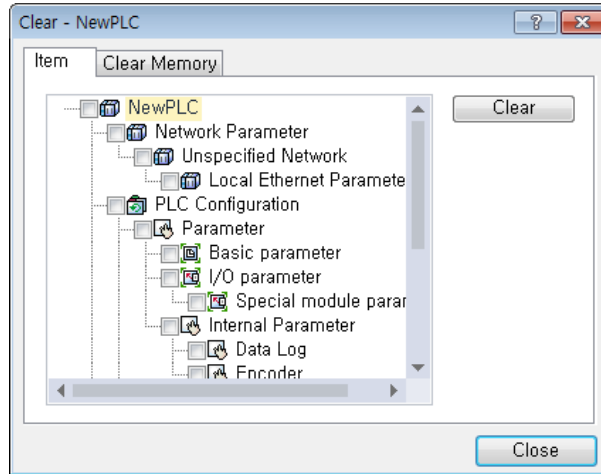 Clear - NewPLC
Item
Clear Memory
NewPLC
Clear
Network Parameter
Unspecified Network
Local Ethernet Paramete
PLC Configuration
Parameter
Basic parameter
I/O parameter
Special module parar
Internal Parameter
Data Log
Encoder
Close